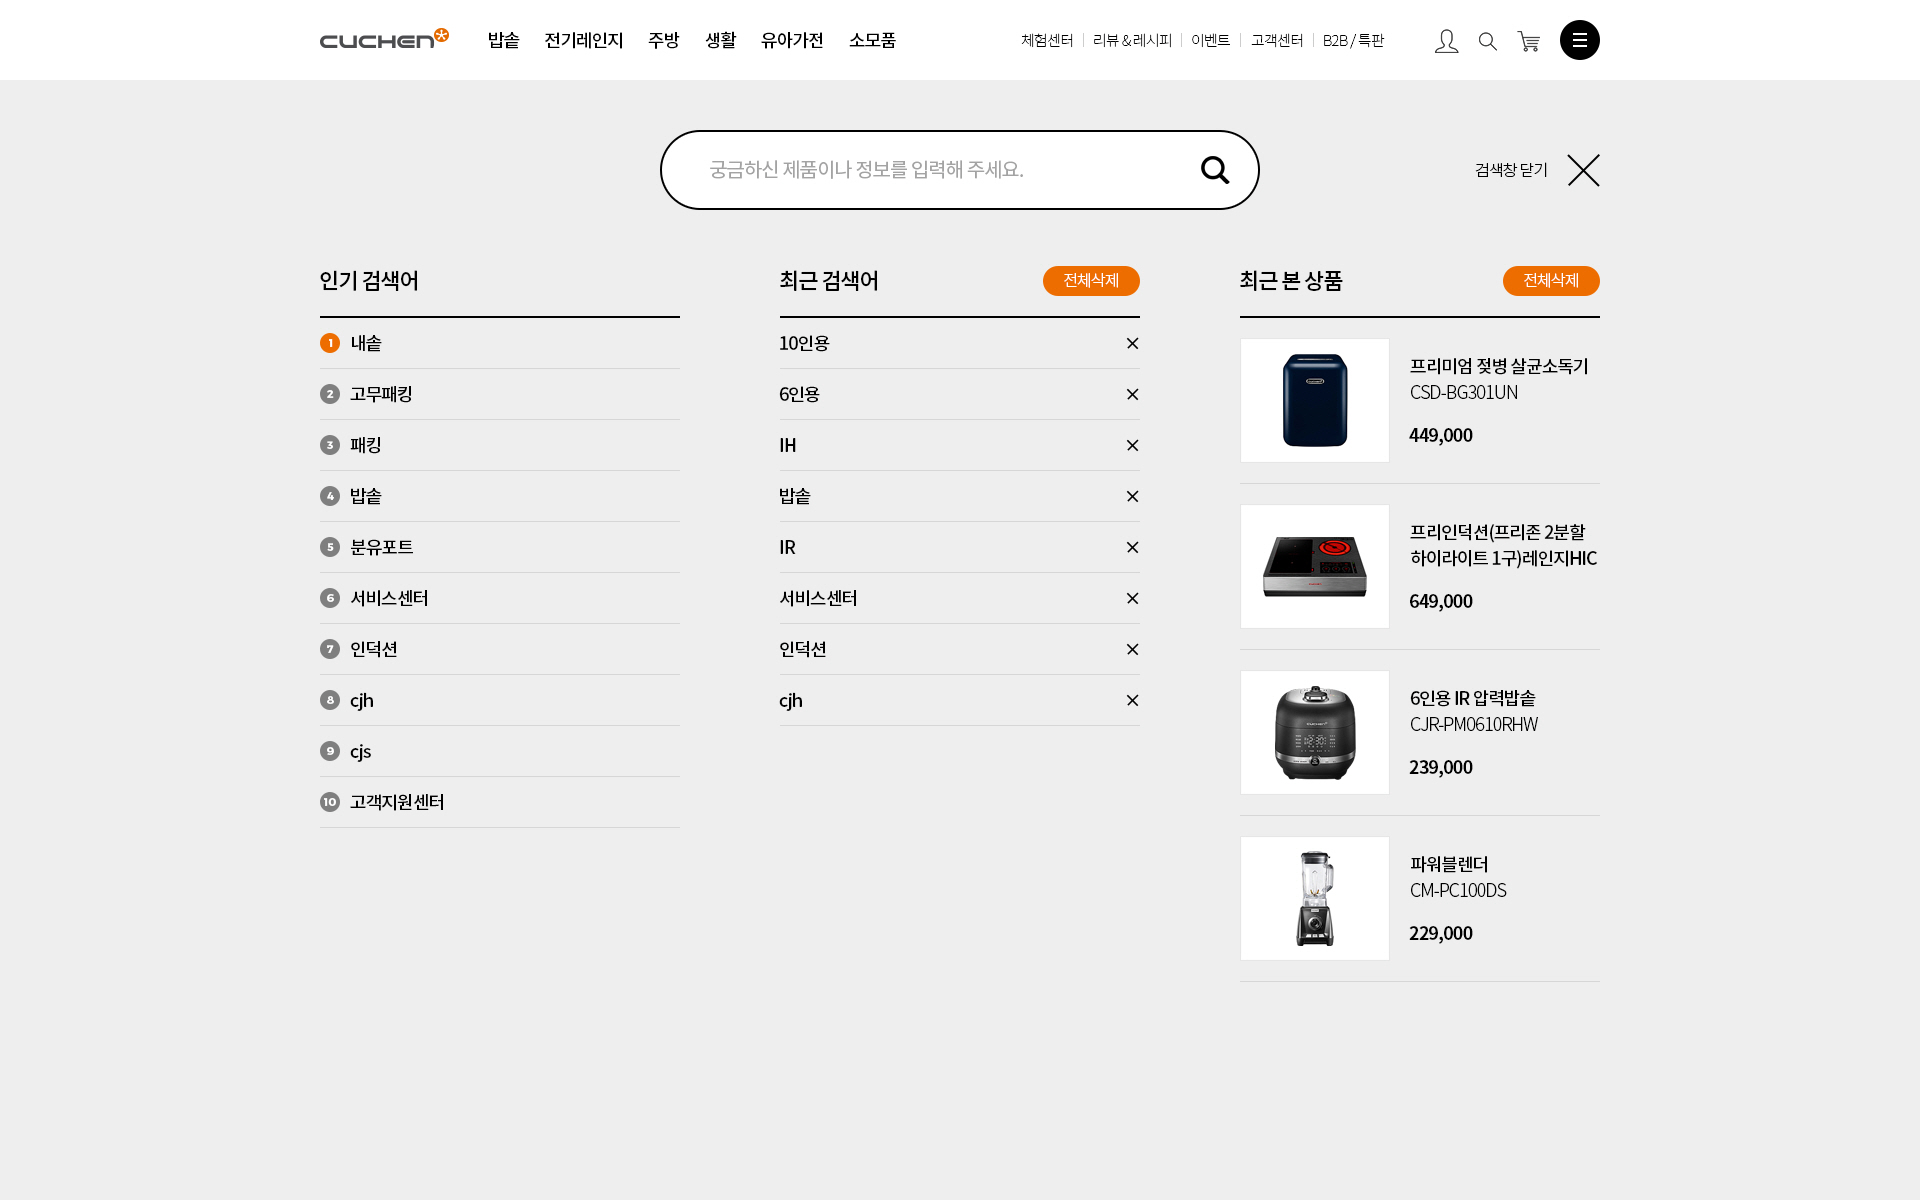 CUCHEN
밥솥 전기레인지 주방 생활 유아가전 소모품
체험센터 리뷰 & 레시피 이벤트 고객센터 B2B / 특판
궁금하신 제품이나 정보를 입력해 주세요.
검색창 닫기
인기 검색어
1 내솥
2 고무패킹
3 패킹
4 밥솥
5 분유포트
6 서비스센터
7 인덕션
8 cjh
9 cjs
10 고객지원센터
최근 검색어 전체삭제
10인용
6인용
IH
밥솥
IR
서비스센터
인덕션
cjh
최근 본 상품 전체삭제
프리미엄 젖병 살균소독기
CSD-BG301UN
449,000
프리인덕션(프리존 2분할
하이라이트 1구)레인지HIC
649,000
CUCHEN
6인용 IR 압력밥솥
CJR-PM0610RHW
239,000
파워블렌더
CM-PC100DS
229,000